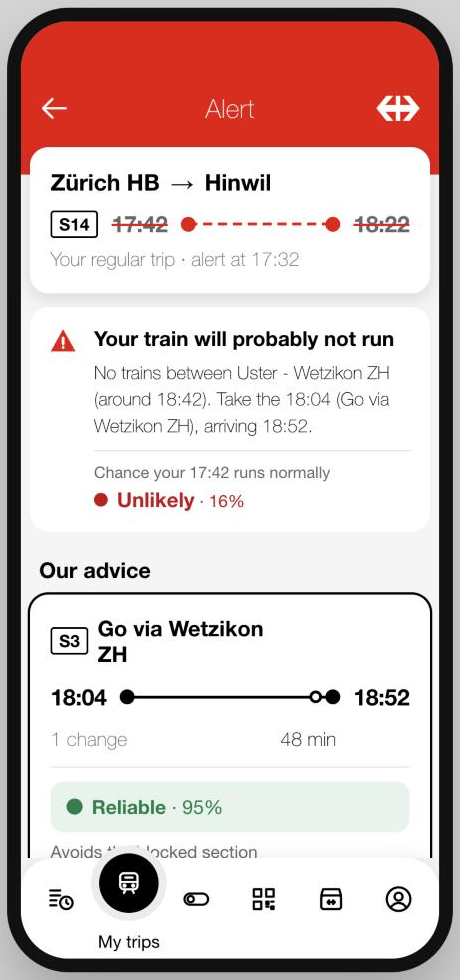 Alert
Zürich HB → Hinwil
S14 17:42 18:22
Your regular trip · alert at 17:32
Your train will probably not run
No trains between Uster - Wetzikon ZH
(around 18:42). Take the 18:04 (Go via
Wetzikon ZH), arriving 18:52.
Chance your 17:42 runs normally
Unlikely · 16%
Our advice
S3 Go via Wetzikon
ZH
18:04 18:52
1 change 48 min
Reliable · 95%
Avoids section
My trips